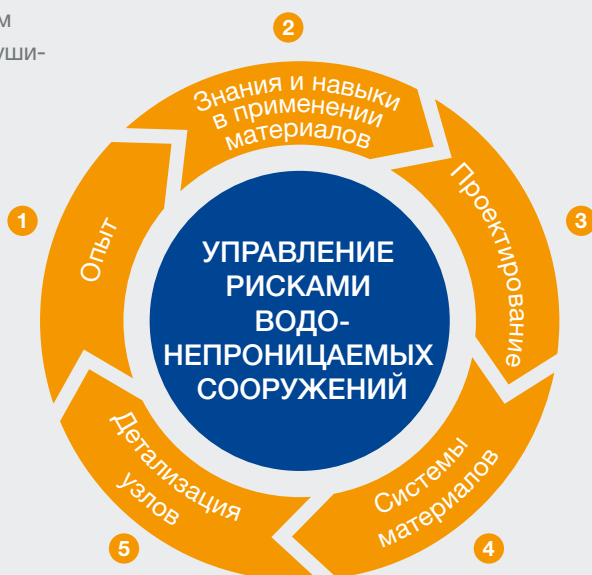 м
уши-
1
Опыт
2
Знания и навыки
в применении
материалов
3
Проектирование
4
Системы
материалов
5
Детализация
узлов
УПРАВЛЕНИЕ
РИСКАМИ
ВОДО-
НЕПРОНИЦАЕМЫХ
СООРУЖЕНИЙ